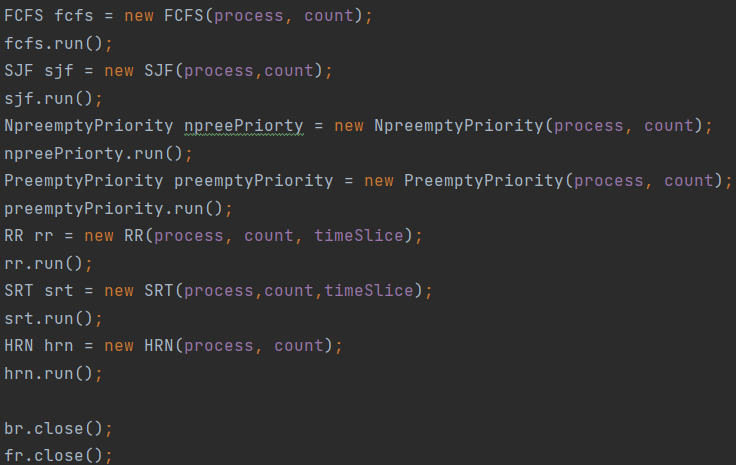 FCFS fcfs = new FCFS(process, count);
fcfs.run();
SJF sjf = new SJF(process,count);
sjf.run();
NpreemptyPriority npreePriorty = new NpreemptyPriority(process, count);
npreePriorty.run();
PreemptyPriority preemptyPriority = new PreemptyPriority(process, count);
preemptyPriority.run();
RR rr = new RR(process, count, timeSlice);
rr.run();
SRT srt = new SRT(process,count,timeSlice);
srt.run();
HRN hrn = new HRN(process, count);
hrn.run();
br.close();
fr.close();